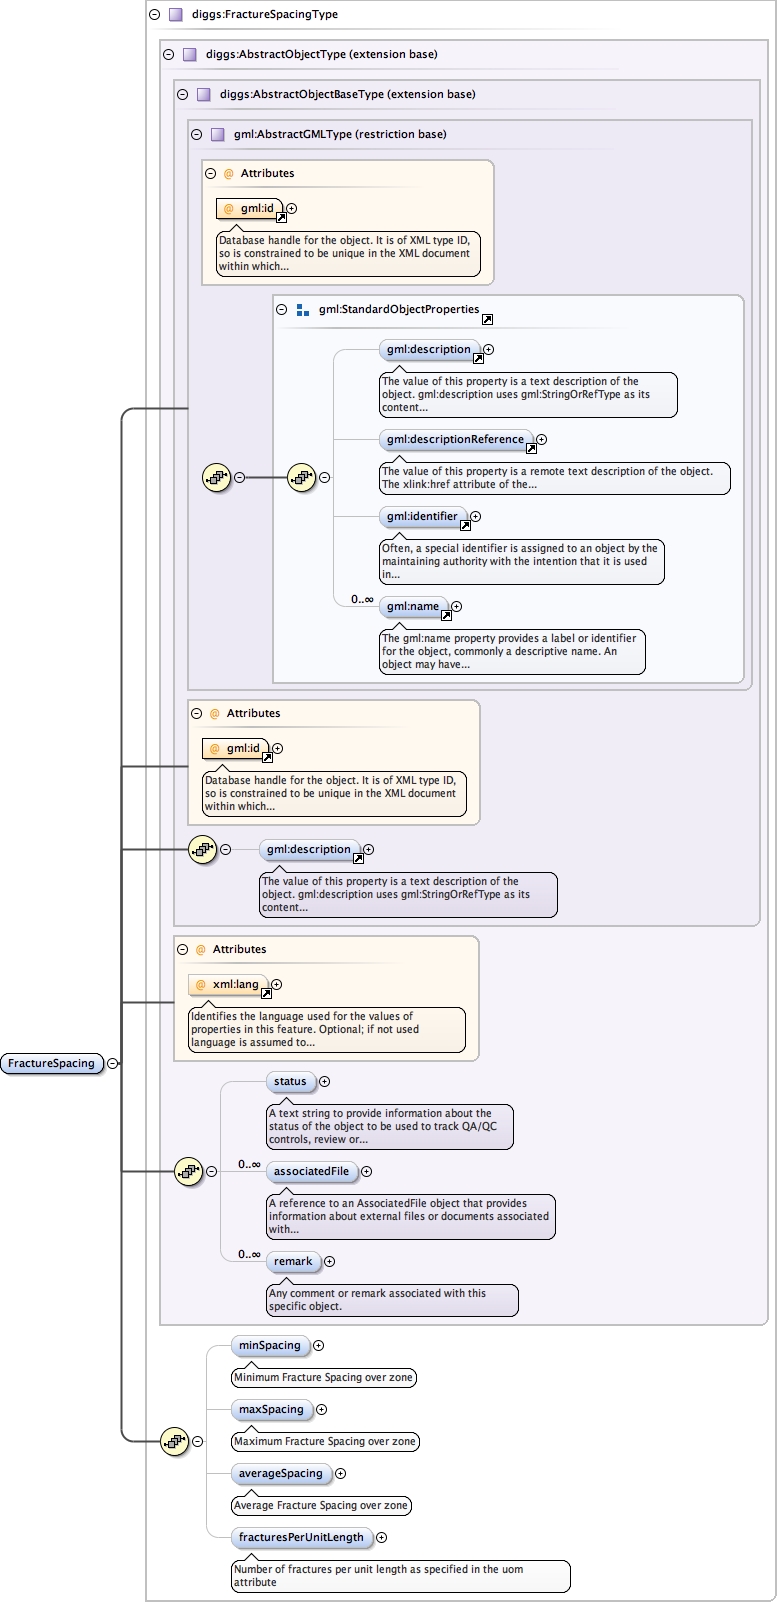 diggs:FractureSpacingType
diggs:AbstractObjectType (extension base)
diggs:AbstractObjectBaseType (extension base)
gml:AbstractGMLType (restriction base)
@ Attributes
@ gml:id
Database handle for the object. It is of XML type ID,
so is constrained to be unique in the XML document
within which...
gml:StandardObjectProperties
gml:description
The value of this property is a text description of the
object. gml:description uses gml:StringOrRefType as its
content...
gml:descriptionReference
The value of this property is a remote text description of the object.
The xlink:href attribute of the...
gml:identifier
Often, a special identifier is assigned to an object by the
maintaining authority with the intention that it is used
in...
0..∞
gml:name
The gml:name property provides a label or identifier
for the object, commonly a descriptive name. An
object may have...
@ Attributes
@ gml:id
Database handle for the object. It is of XML type ID,
so is constrained to be unique in the XML document
within which...
gml:description
The value of this property is a text description of the
object. gml:description uses gml:StringOrRefType as its
content...
@ Attributes
@ xml:lang
Identifies the language used for the values of
properties in this feature. Optional; if not used
language is assumed to...
FractureSpacing
status
A text string to provide information about the
status of the object to be used to track QA/QC
controls, review or...
0..∞
associatedFile
A reference to an AssociatedFile object that provides
information about external files or documents associated
with...
0..∞
remark
Any comment or remark associated with this
specific object.
minSpacing
Minimum Fracture Spacing over zone
maxSpacing
Maximum Fracture Spacing over zone
averageSpacing
Average Fracture Spacing over zone
fracturesPerUnitLength
Number of fractures per unit length as specified in the uom
attribute